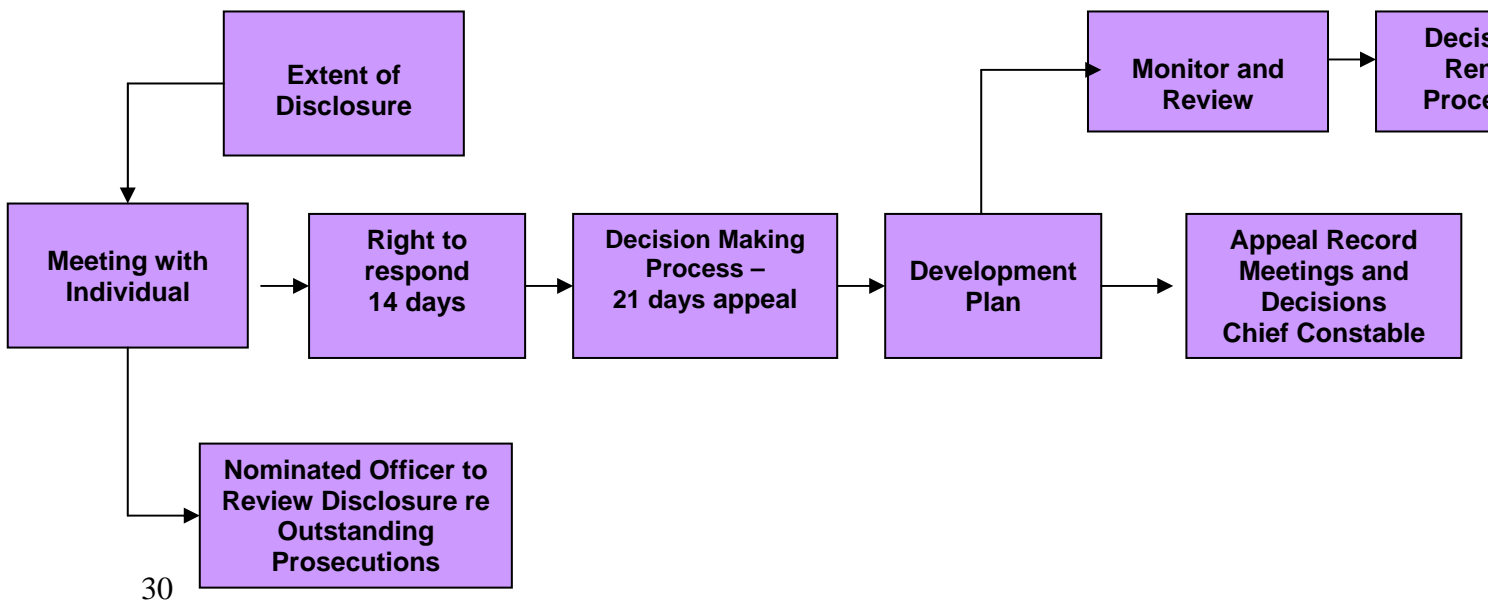 Extent of
Disclosure
Monitor and
Review
Meeting with
Individual
Right to
respond
14 days
Decision Making
Process –
21 days appeal
Development
Plan
Appeal Record
Meetings and
Decisions
Chief Constable
Nominated Officer to
Review Disclosure re
Outstanding
Prosecutions
30